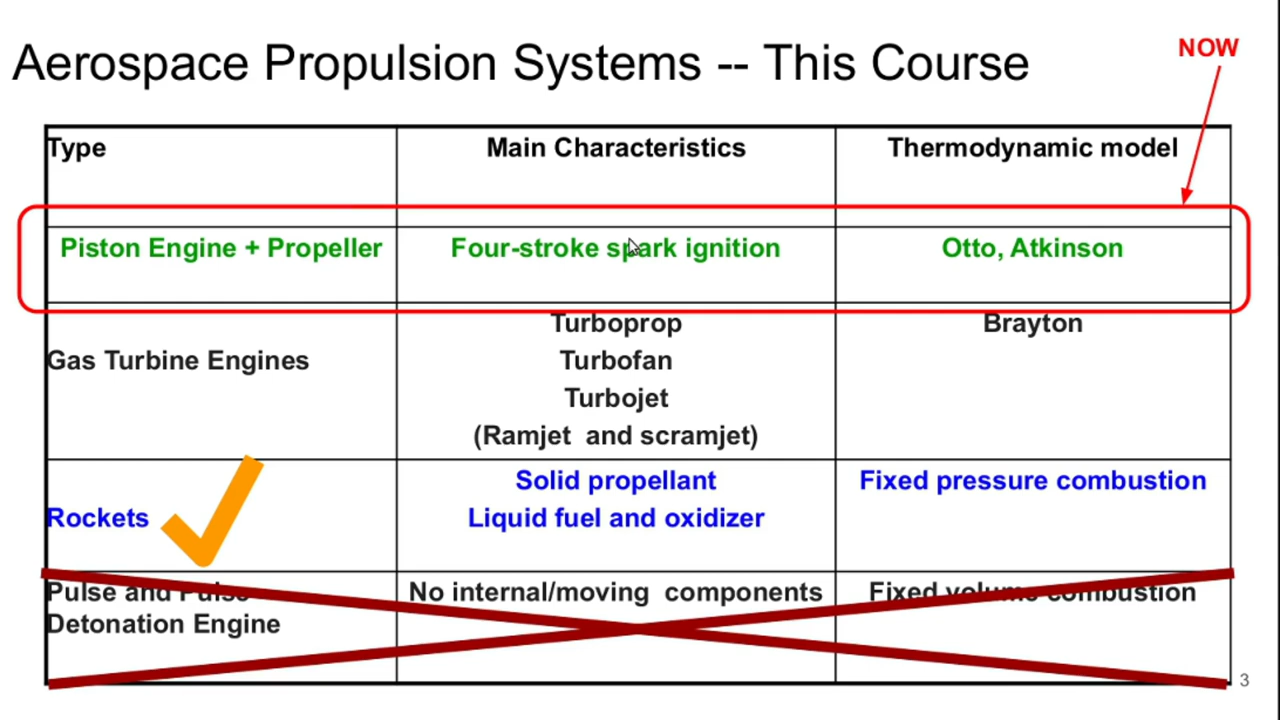 Aerospace Propulsion Systems -- This Course
NOW
Type
Main Characteristics
Thermodynamic model
Piston Engine + Propeller
Four-stroke spark ignition
Otto, Atkinson
Gas Turbine Engines
Turboprop
Turbofan
Turbojet
(Ramjet and scramjet)
Brayton
Rockets
Solid propellant
Liquid fuel and oxidizer
Fixed pressure combustion
Pulse and Pulse
Detonation Engine
No internal/moving components
Fixed volume combustion
3